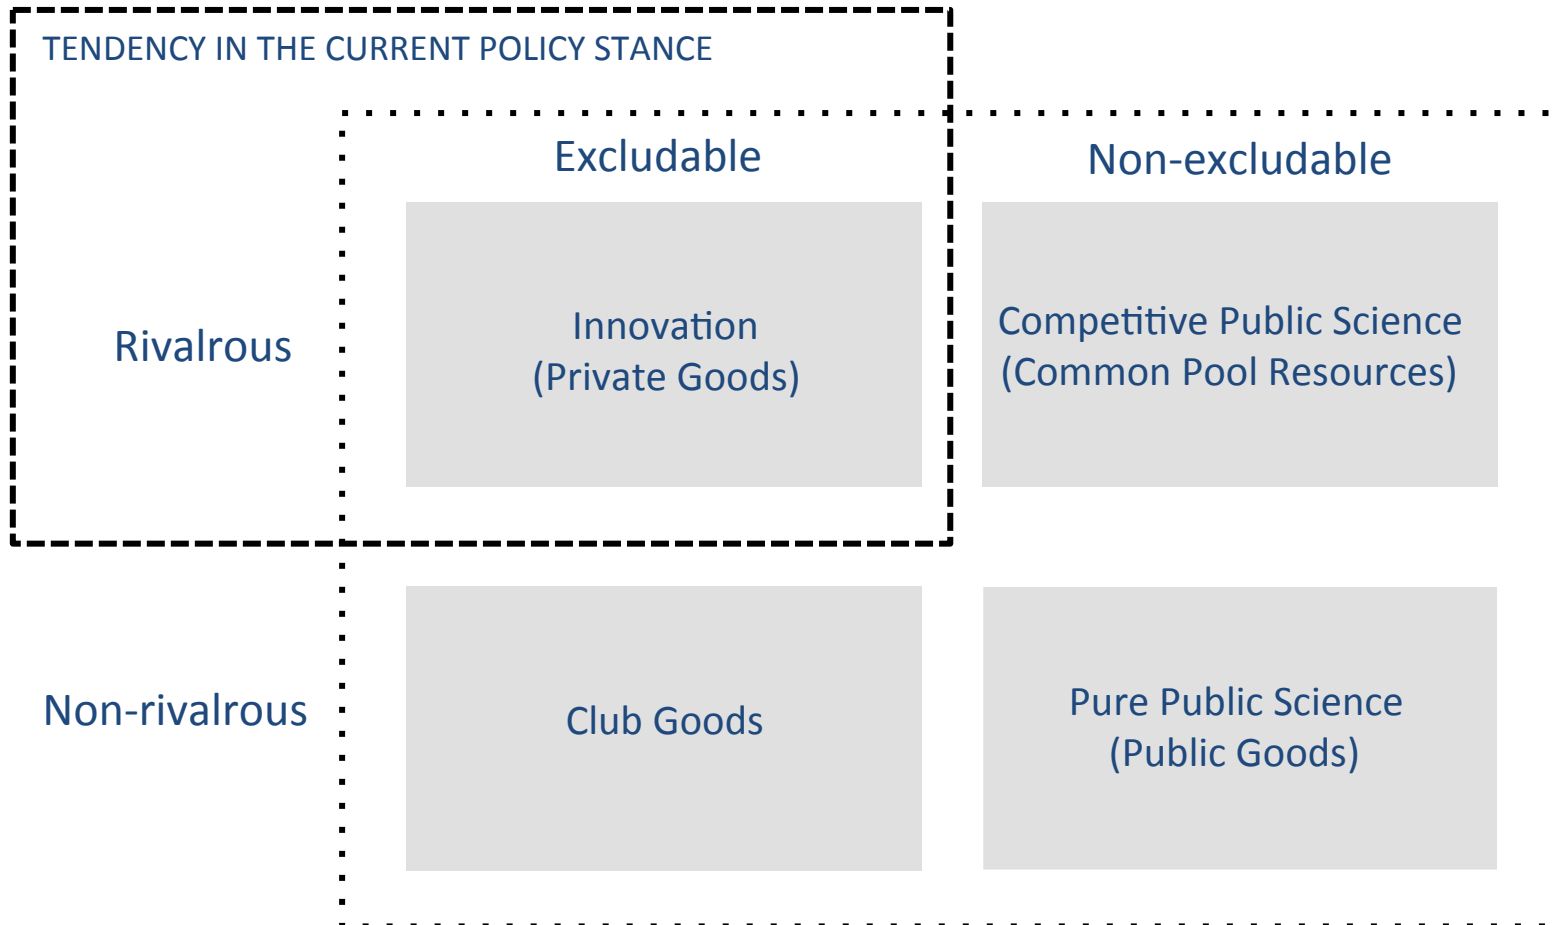 TENDENCY IN THE CURRENT POLICY STANCE
Excludable
Non-excludable
Rivalrous
Innovation
(Private Goods)
Competitive Public Science
(Common Pool Resources)
Non-rivalrous
Club Goods
Pure Public Science
(Public Goods)